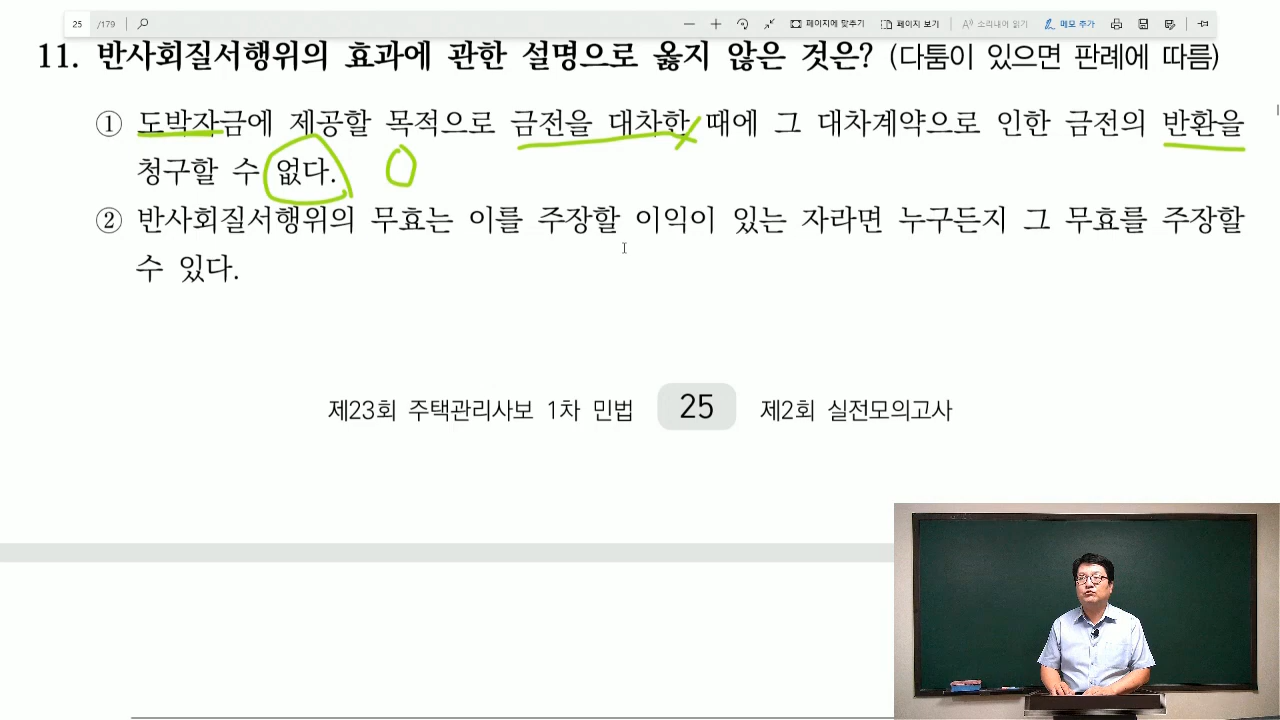 25 /179 페이지에 맞추기 페이지 보기 소리내어 읽기 메모 추가
11. 반사회질서행위의 효과에 관한 설명으로 옳지 않은 것은? (다툼이 있으면 판례에 따름)
① 도박자금에 제공할 목적으로 금전을 대차한 때에 그 대차계약으로 인한 금전의 반환을
청구할 수 없다.
② 반사회질서행위의 무효는 이를 주장할 이익이 있는 자라면 누구든지 그 무효를 주장할
수 있다.
제23회 주택관리사보 1차 민법 25 제2회 실전모의고사